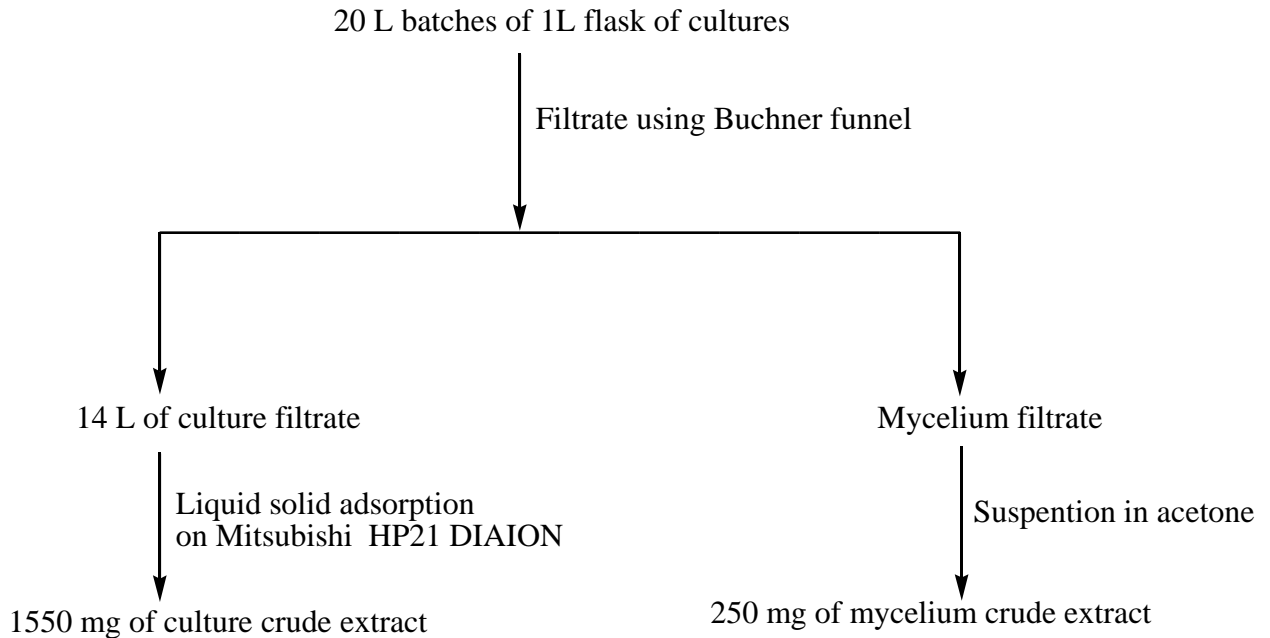 20 L batches of 1L flask of cultures
Filtrate using Buchner funnel
14 L of culture filtrate
Mycelium filtrate
Liquid solid adsorption
on Mitsubishi HP21 DIAION
Suspention in acetone
1550 mg of culture crude extract
250 mg of mycelium crude extract